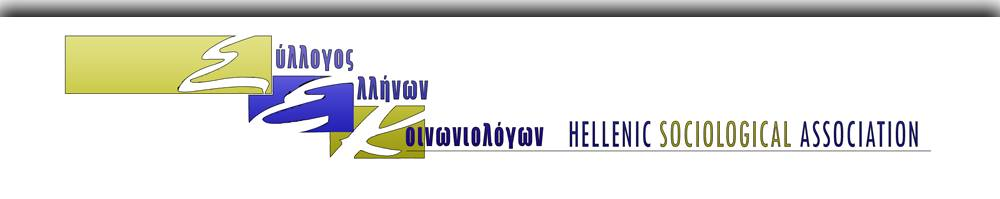 Σύλλογος
Ελλήνων
Κοινωνιολόγων HELLENIC SOCIOLOGICAL ASSOCIATION